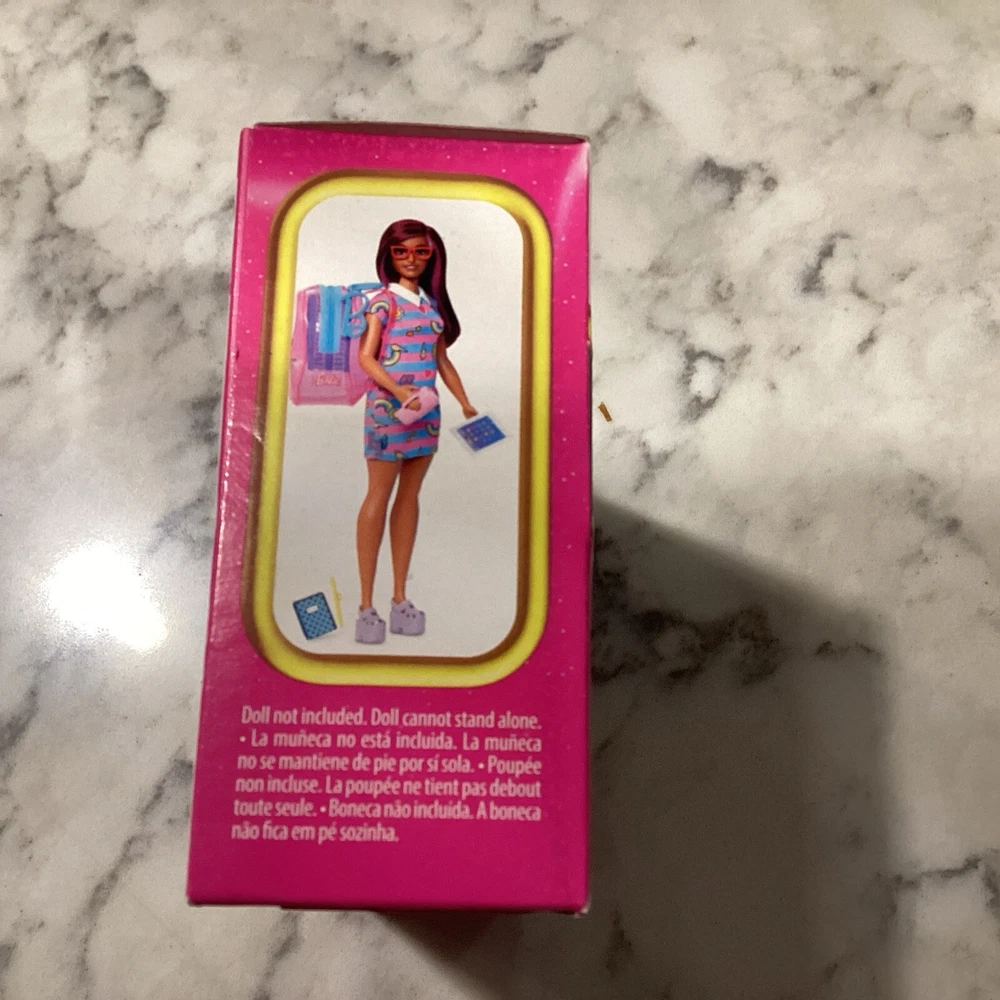 Barbie
Doll not included. Doll cannot stand alone.
• La muñeca no está incluida. La muñeca
no se mantiene de pie por sí sola. • Poupée
non incluse. La poupée ne tient pas debout
toute seule. • Boneca não incluída. A boneca
não fica em pé sozinha.